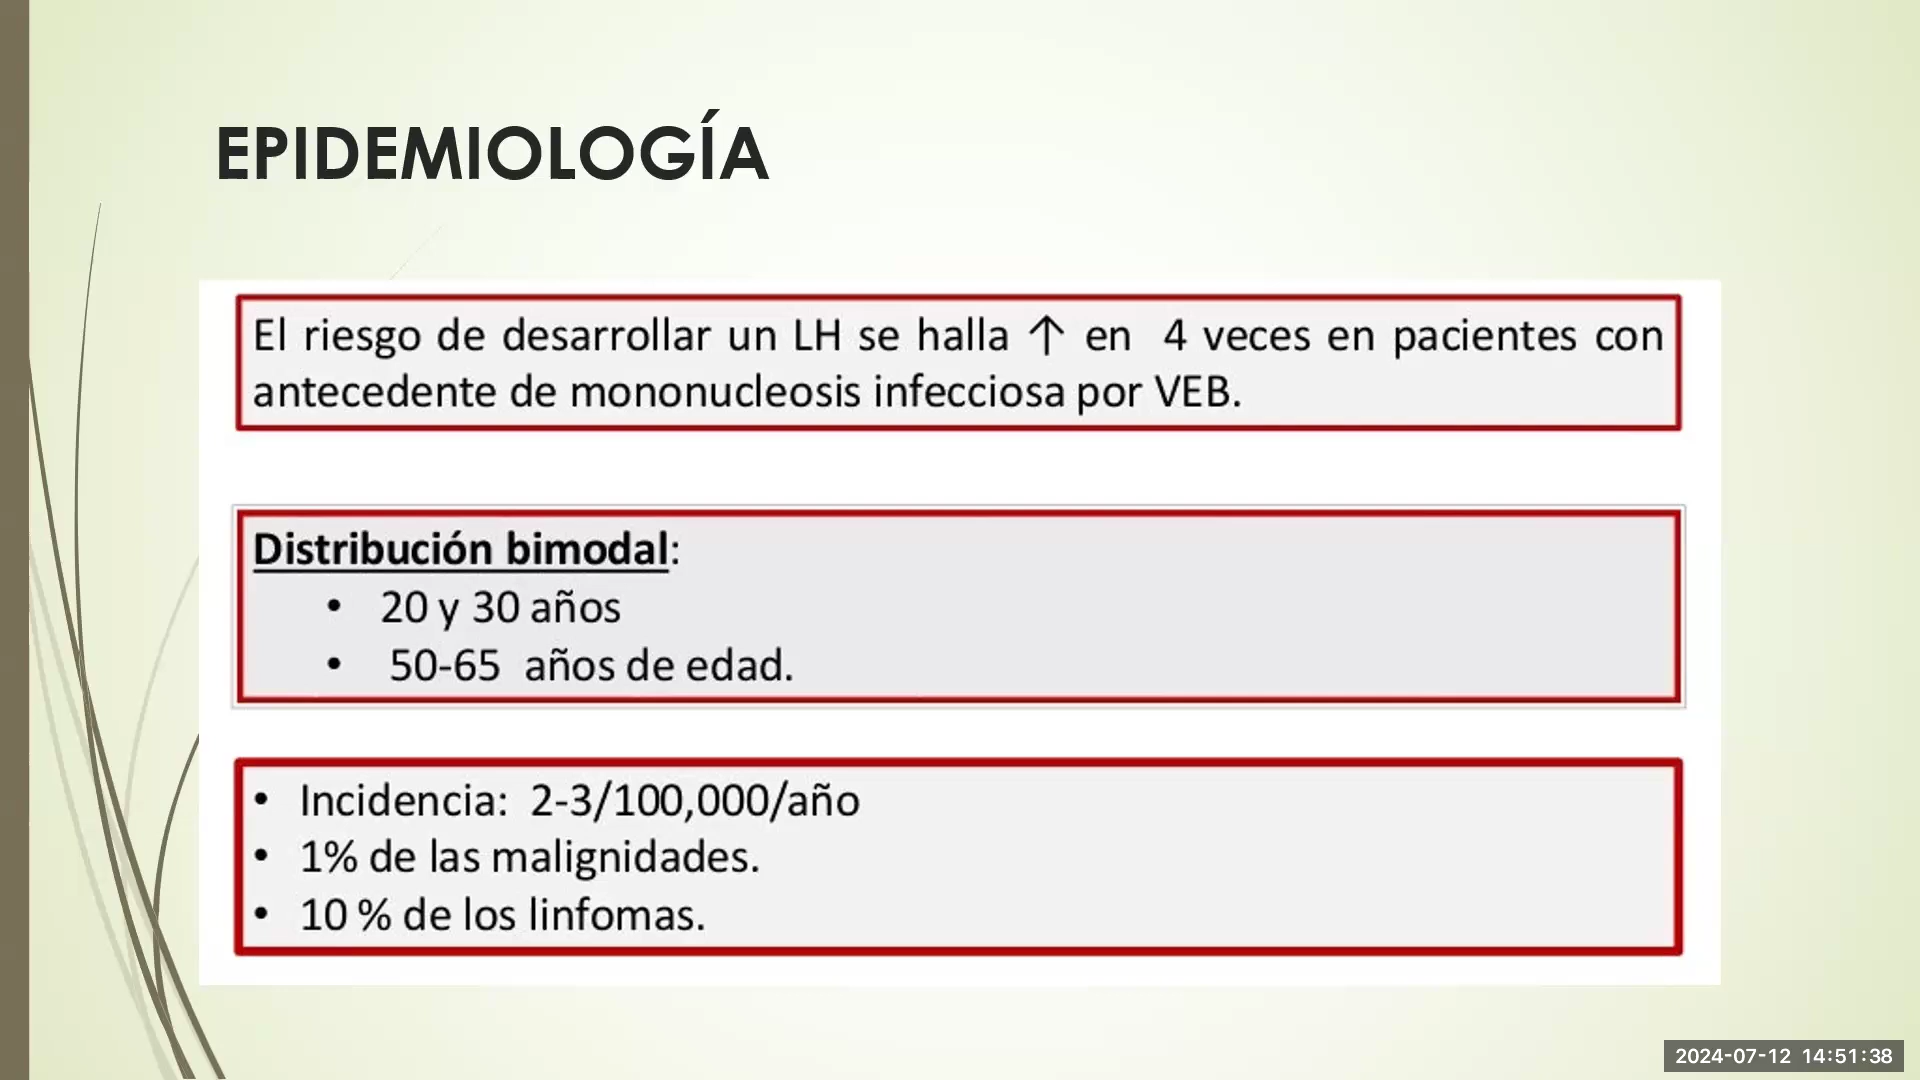 EPIDEMIOLOGÍA
El riesgo de desarrollar un LH se halla ↑ en 4 veces en pacientes con
antecedente de mononucleosis infecciosa por VEB.
Distribución bimodal:
• 20 y 30 años
• 50-65 años de edad.
• Incidencia: 2-3/100,000/año
• 1% de las malignidades.
• 10 % de los linfomas.
2024-07-12 14:51:38